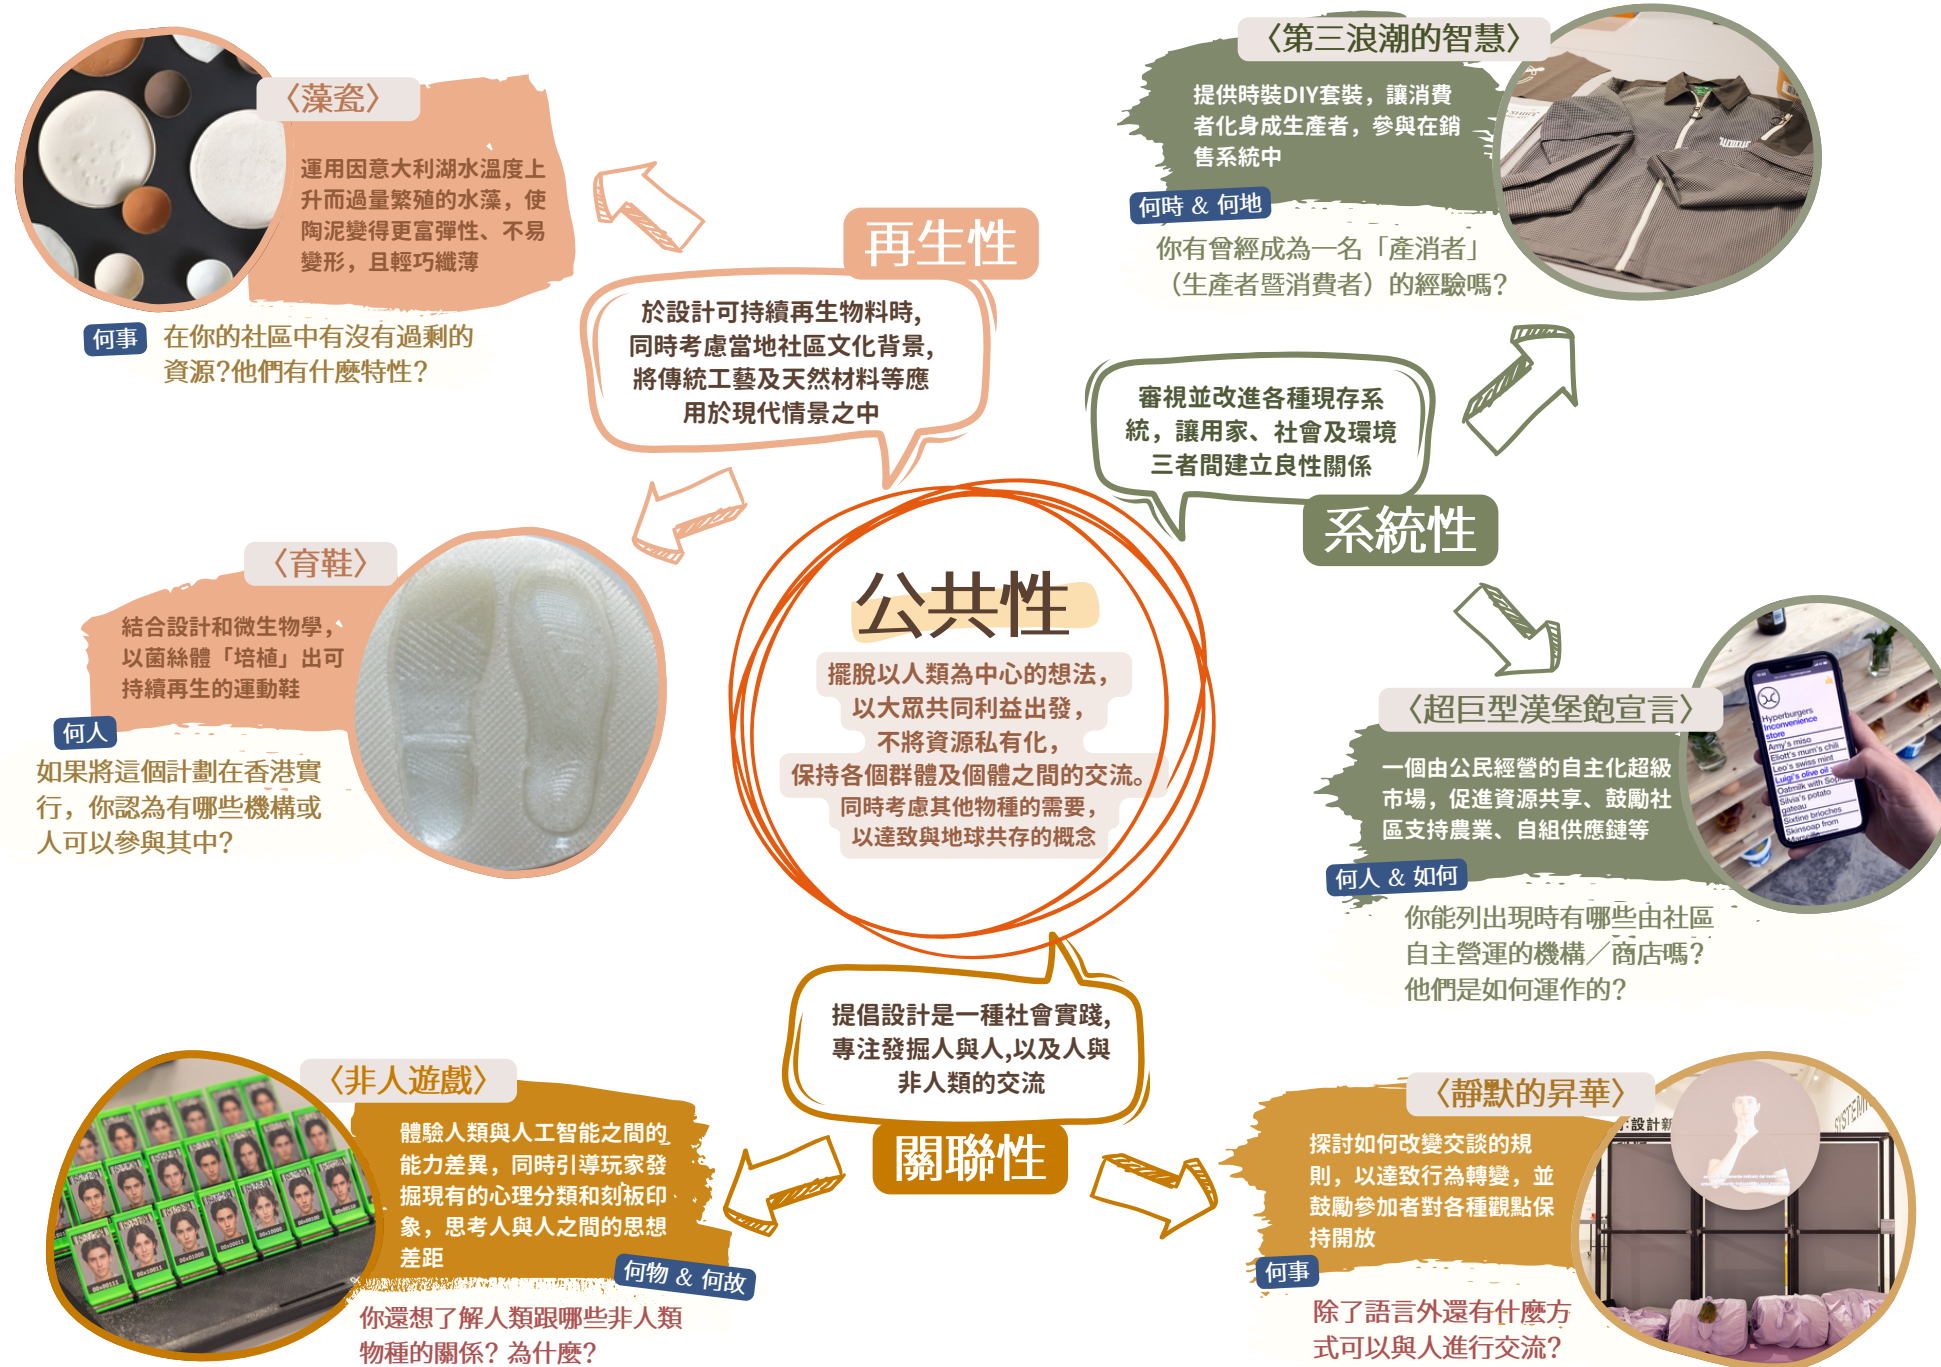 〈藻瓷〉
運用因意大利湖水溫度上
升而過量繁殖的水藻，使
陶泥變得更富彈性、不易
變形，且輕巧纖薄
何事
在你的社區中有沒有過剩的
資源?他們有什麼特性？
再生性
於設計可持續再生物料時,
同時考慮當地社區文化背景,
將傳統工藝及天然材料等應
用於現代情景之中
〈育鞋〉
結合設計和微生物學，
以菌絲體「培植」出可
持續再生的運動鞋
何人
如果將這個計劃在香港實
行，你認為有哪些機構或
人可以參與其中？
〈第三浪潮的智慧〉
提供時裝DIY套裝，讓消費
者化身成生產者，參與在銷
售系統中
何時 & 何地
你有曾經成為一名「產消者」
（生產者暨消費者）的經驗嗎？
審視並改進各種現存系
統，讓用家、社會及環境
三者間建立良性關係
系統性
〈超巨型漢堡飽宣言〉
一個由公民經營的自主化超級
市場，促進資源共享、鼓勵社
區支持農業、自組供應鏈等
何人 & 如何
你能列出現時有哪些由社區
自主營運的機構／商店嗎？
他們是如何運作的？
Hyperburgers
Inconvenience
store
Amy's miso
Eliott's mum's chili
Leo's swiss mint
Luigi's olive oil
Oatmilk with
Silvia's potato
gateau
Sixtine brioches
Skinsoap from
公共性
擺脫以人類為中心的想法，
以大眾共同利益出發，
不將資源私有化，
保持各個群體及個體之間的交流。
同時考慮其他物種的需要，
以達致與地球共存的概念
提倡設計是一種社會實踐,
專注發掘人與人,以及人與
非人類的交流
關聯性
〈非人遊戲〉
體驗人類與人工智能之間的
能力差異，同時引導玩家發
掘現有的心理分類和刻板印
象，思考人與人之間的思想
差距
何物 & 何故
你還想了解人類跟哪些非人類
物種的關係？為什麼？
〈靜默的昇華〉
探討如何改變交談的規
則，以達致行為轉變，並
鼓勵參加者對各種觀點保
持開放
何事
除了語言外還有什麼方
式可以與人進行交流？